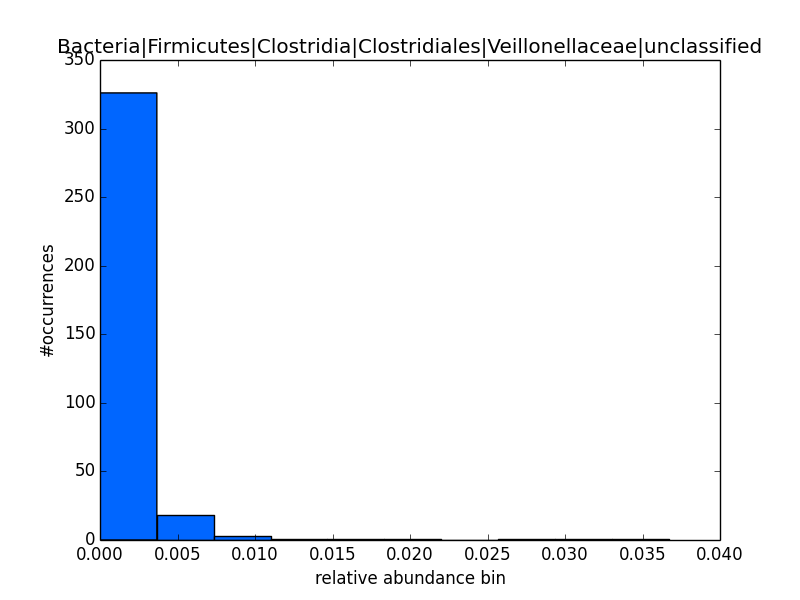 Bacteria|Firmicutes|Clostridia|Clostridiales|Veillonellaceae|unclassified
350
300
250
200
150
100
50
0
#occurrences
0.000 0.005 0.010 0.015 0.020 0.025 0.030 0.035 0.040
relative abundance bin